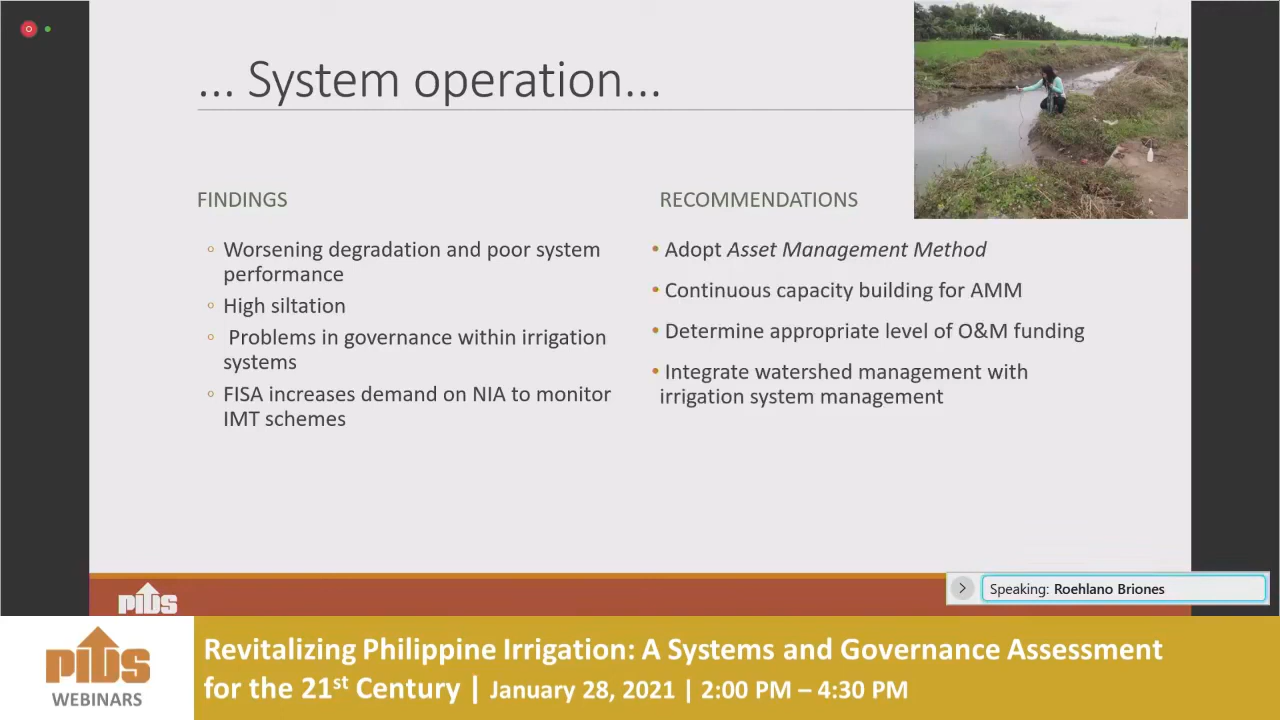 ... System operation...
FINDINGS
Worsening degradation and poor system
performance
High siltation
Problems in governance within irrigation
systems
FISA increases demand on NIA to monitor
IMT schemes
RECOMMENDATIONS
Adopt Asset Management Method
Continuous capacity building for AMM
Determine appropriate level of O&M funding
Integrate watershed management with
irrigation system management
PIDS
Speaking: Roehlano Briones
PIDS
WEBINARS
Revitalizing Philippine Irrigation: A Systems and Governance Assessment
for the 21st Century | January 28, 2021 | 2:00 PM – 4:30 PM